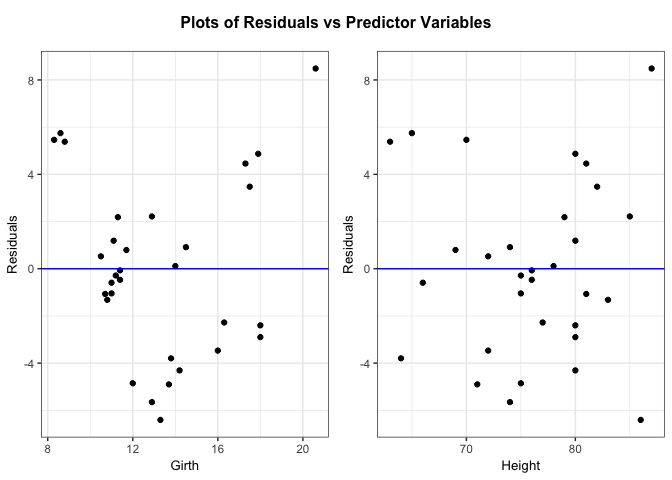 Plots of Residuals vs Predictor Variables
Residuals
8
4
0
-4
8
12
16
20
Girth
Residuals
8
4
0
-4
70
80
Height